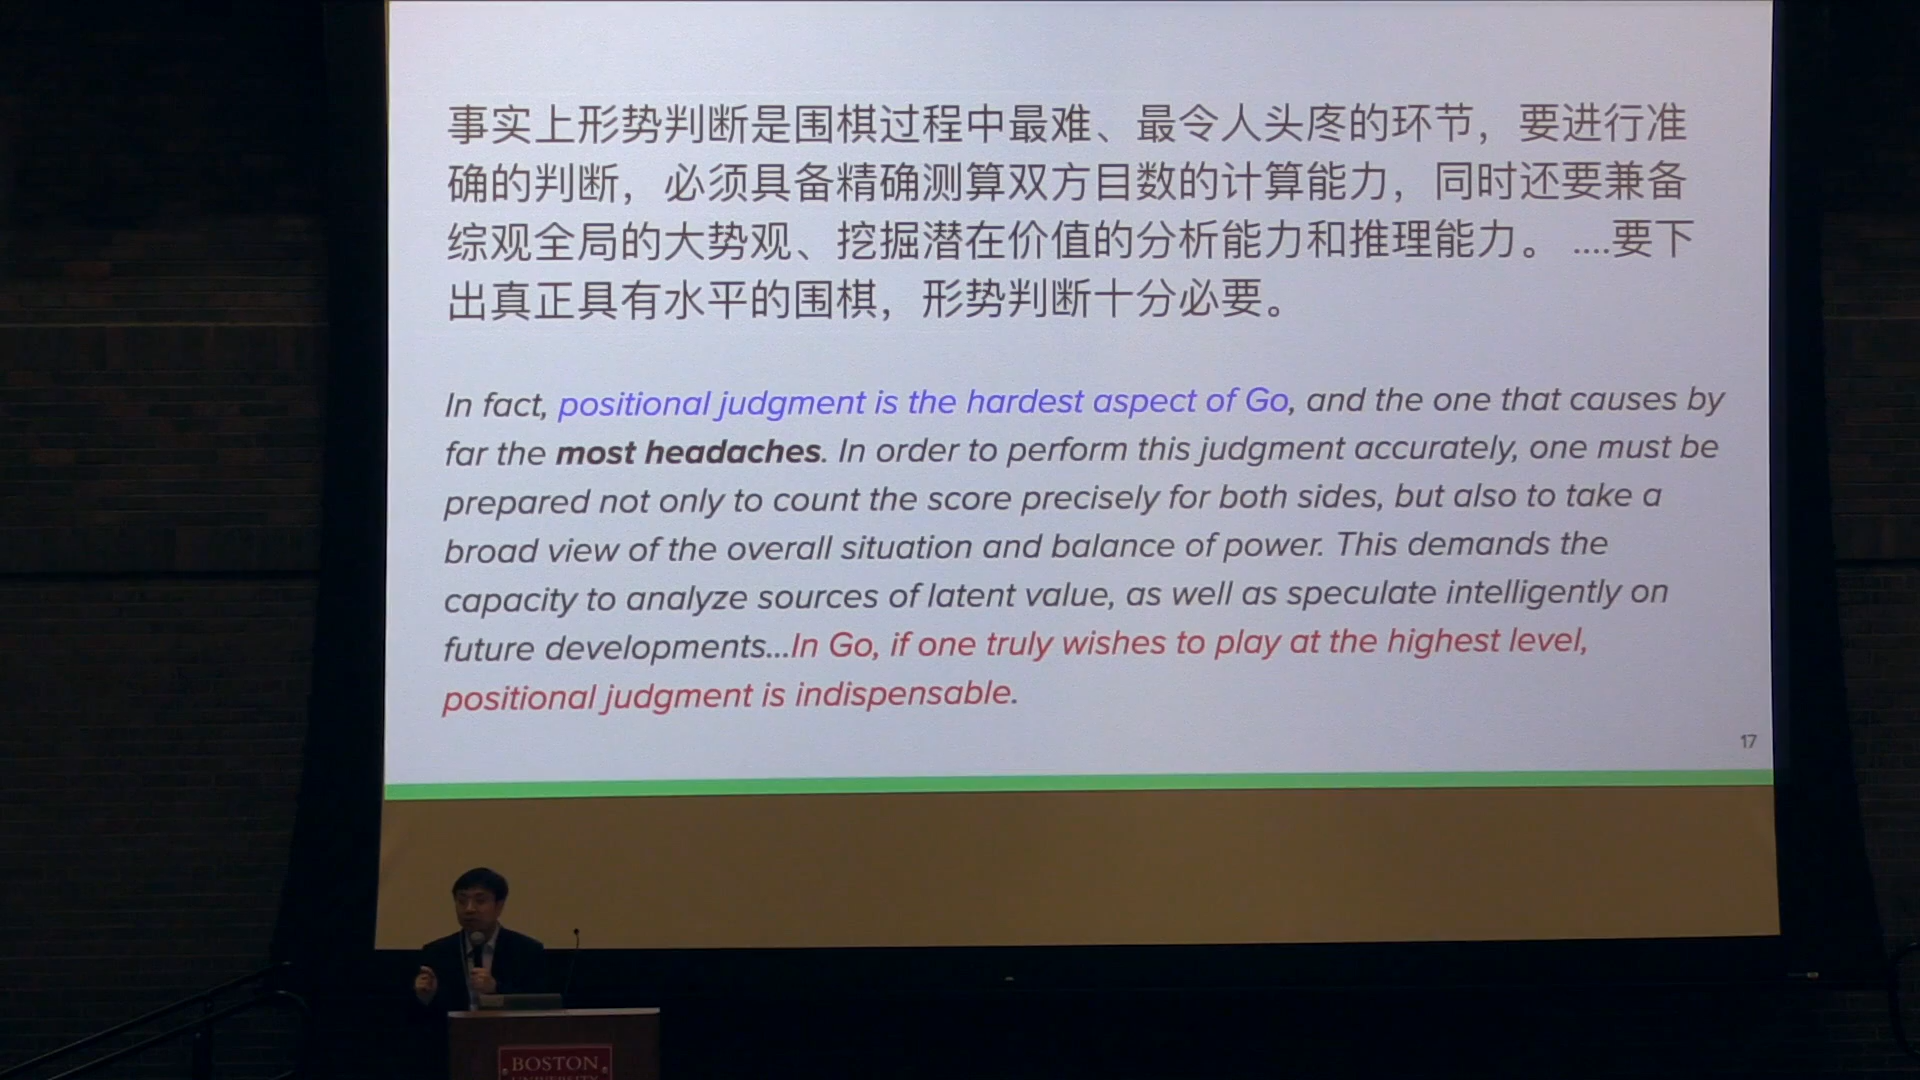 事实上形势判断是围棋过程中最难、最令人头疼的环节，要进行准
确的判断，必须具备精确测算双方目数的计算能力，同时还要兼备
综观全局的大势观、挖掘潜在价值的分析能力和推理能力。 ....要下
出真正具有水平的围棋，形势判断十分必要。
In fact, positional judgment is the hardest aspect of Go, and the one that causes by
far the most headaches. In order to perform this judgment accurately, one must be
prepared not only to count the score precisely for both sides, but also to take a
broad view of the overall situation and balance of power. This demands the
capacity to analyze sources of latent value, as well as speculate intelligently on
future developments...In Go, if one truly wishes to play at the highest level,
positional judgment is indispensable.
17
BOSTON
UNIVERSITY